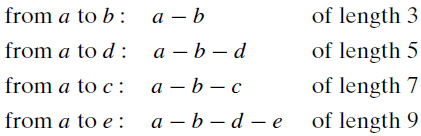 from a to b : a − b of length 3
from a to d : a − b − d of length 5
from a to c : a − b − c of length 7
from a to e : a − b − d − e of length 9